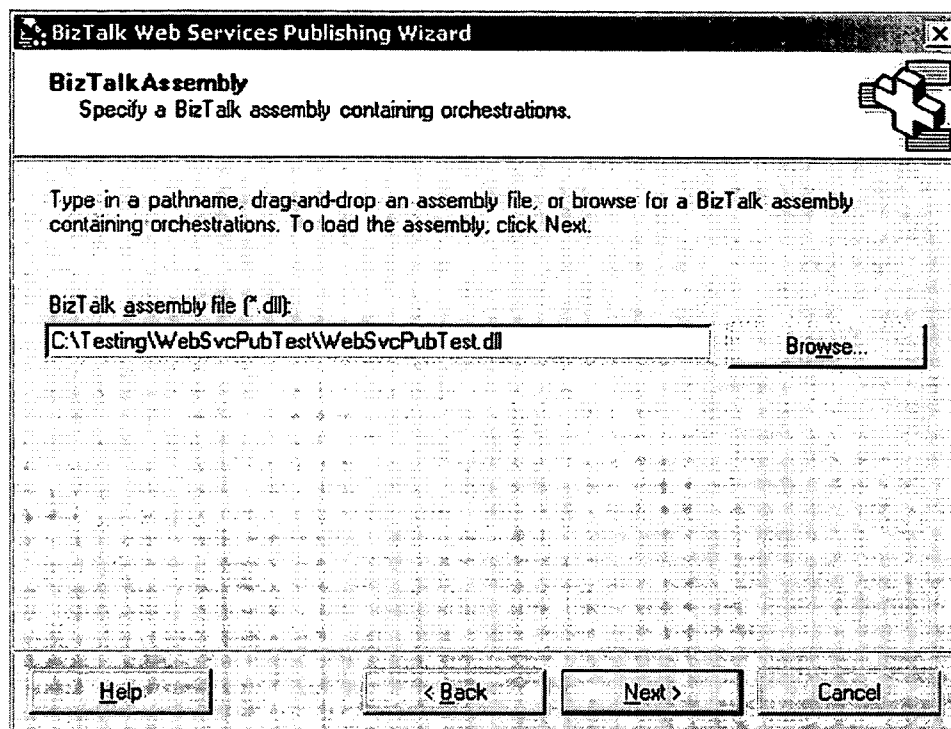 BizTalk Web Services Publishing Wizard
BizTalkAssembly
Specify a BizTalk assembly containing orchestrations.
Type in a pathname, drag-and-drop an assembly file, or browse for a BizTalk assembly
containing orchestrations. To load the assembly, click Next.
BizTalk assembly file (*.dll):
C:\Testing\WebSvcPubTest\WebSvcPubTest.dll
Browse...
Help
< Back
Next >
Cancel